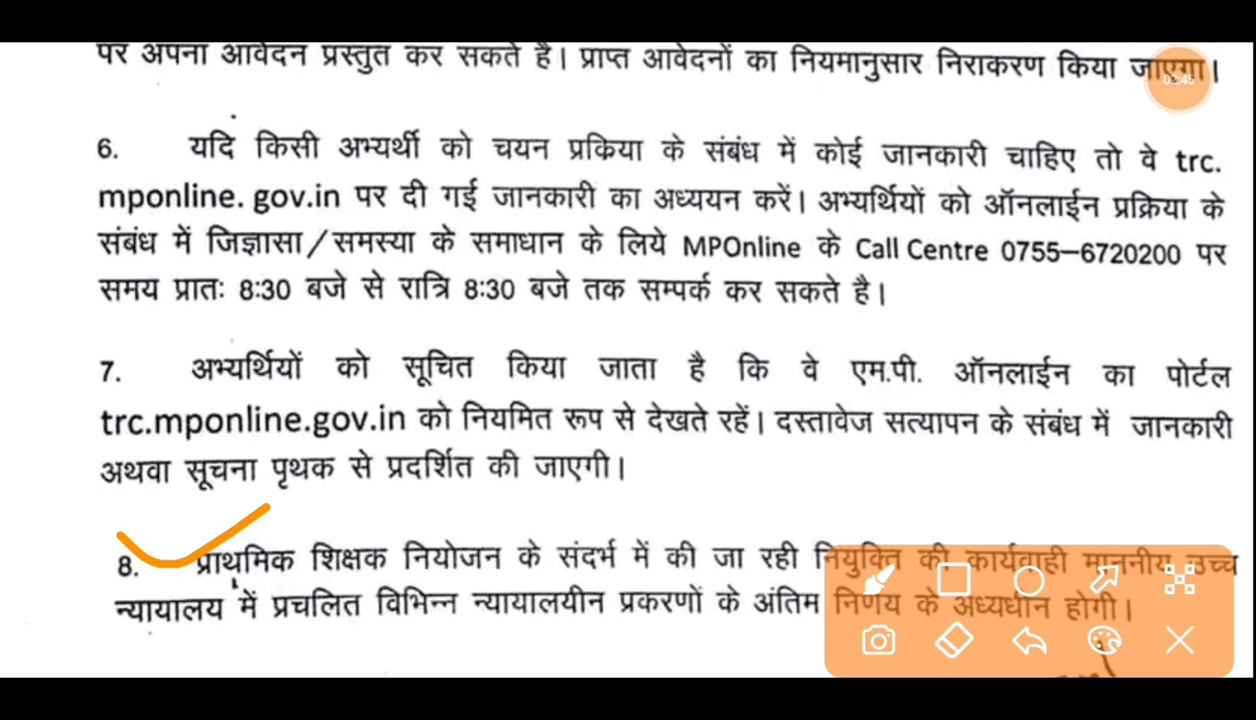 पर अपना आवेदन प्रस्तुत कर सकते है। प्राप्त आवेदनों का नियमानुसार निराकरण किया जाएगा।
02:45
6. यदि किसी अभ्यर्थी को चयन प्रकिया के संबंध में कोई जानकारी चाहिए तो वे trc.
mponline. gov.in पर दी गई जानकारी का अध्ययन करें। अभ्यर्थियों को ऑनलाईन प्रक्रिया के
संबंध में जिज्ञासा/समस्या के समाधान के लिये MPOnline के Call Centre 0755–6720200 पर
समय प्रातः 8:30 बजे से रात्रि 8:30 बजे तक सम्पर्क कर सकते है।
7. अभ्यर्थियों को सूचित किया जाता है कि वे एम.पी. ऑनलाईन का पोर्टल
trc.mponline.gov.in को नियमित रूप से देखते रहें। दस्तावेज सत्यापन के संबंध में जानकारी
अथवा सूचना पृथक से प्रदर्शित की जाएगी।
8. प्राथमिक शिक्षक नियोजन के संदर्भ में की जा रही नियुक्ति की कार्यवाही माननीय उच्च
न्यायालय में प्रचलित विभिन्न न्यायालयीन प्रकरणों के अंतिम निर्णय के अध्यधीन होगी।